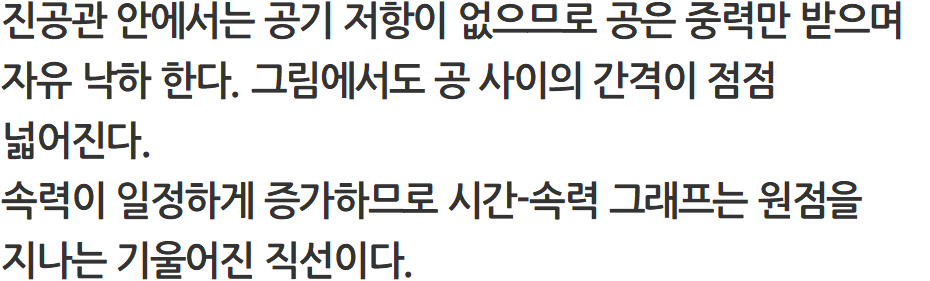 진공관 안에서는 공기 저항이 없으므로 공은 중력만 받으며
자유 낙하 한다. 그림에서도 공 사이의 간격이 점점
넓어진다.
속력이 일정하게 증가하므로 시간-속력 그래프는 원점을
지나는 기울어진 직선이다.